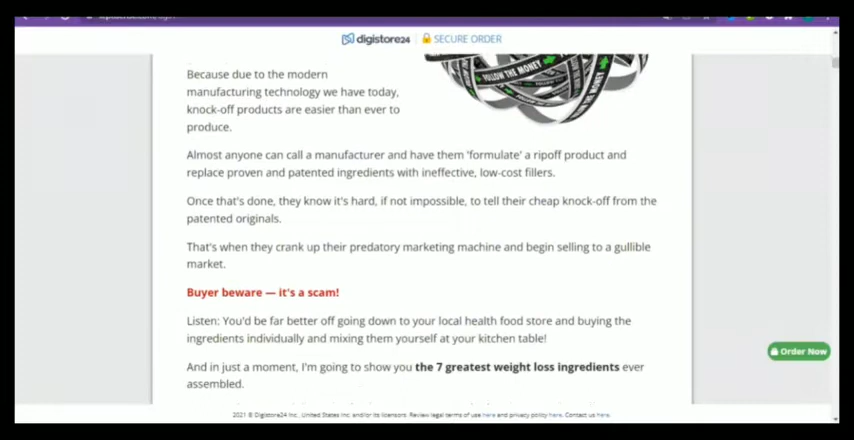 digistore24 SECURE ORDER
FOLLOW THE MONEY
Because due to the modern
manufacturing technology we have today,
knock-off products are easier than ever to
produce.
Almost anyone can call a manufacturer and have them 'formulate' a ripoff product and
replace proven and patented ingredients with ineffective, low-cost fillers.
Once that's done, they know it's hard, if not impossible, to tell their cheap knock-off from the
patented originals.
That's when they crank up their predatory marketing machine and begin selling to a gullible
market.
Buyer beware — it's a scam!
Listen: You'd be far better off going down to your local health food store and buying the
ingredients individually and mixing them yourself at your kitchen table!
Order Now
And in just a moment, I'm going to show you the 7 greatest weight loss ingredients ever
assembled.
2021 © Digistore24 Inc., United States Inc. and/or its licensors. Review legal terms of use here and privacy policy here. Contact us here.